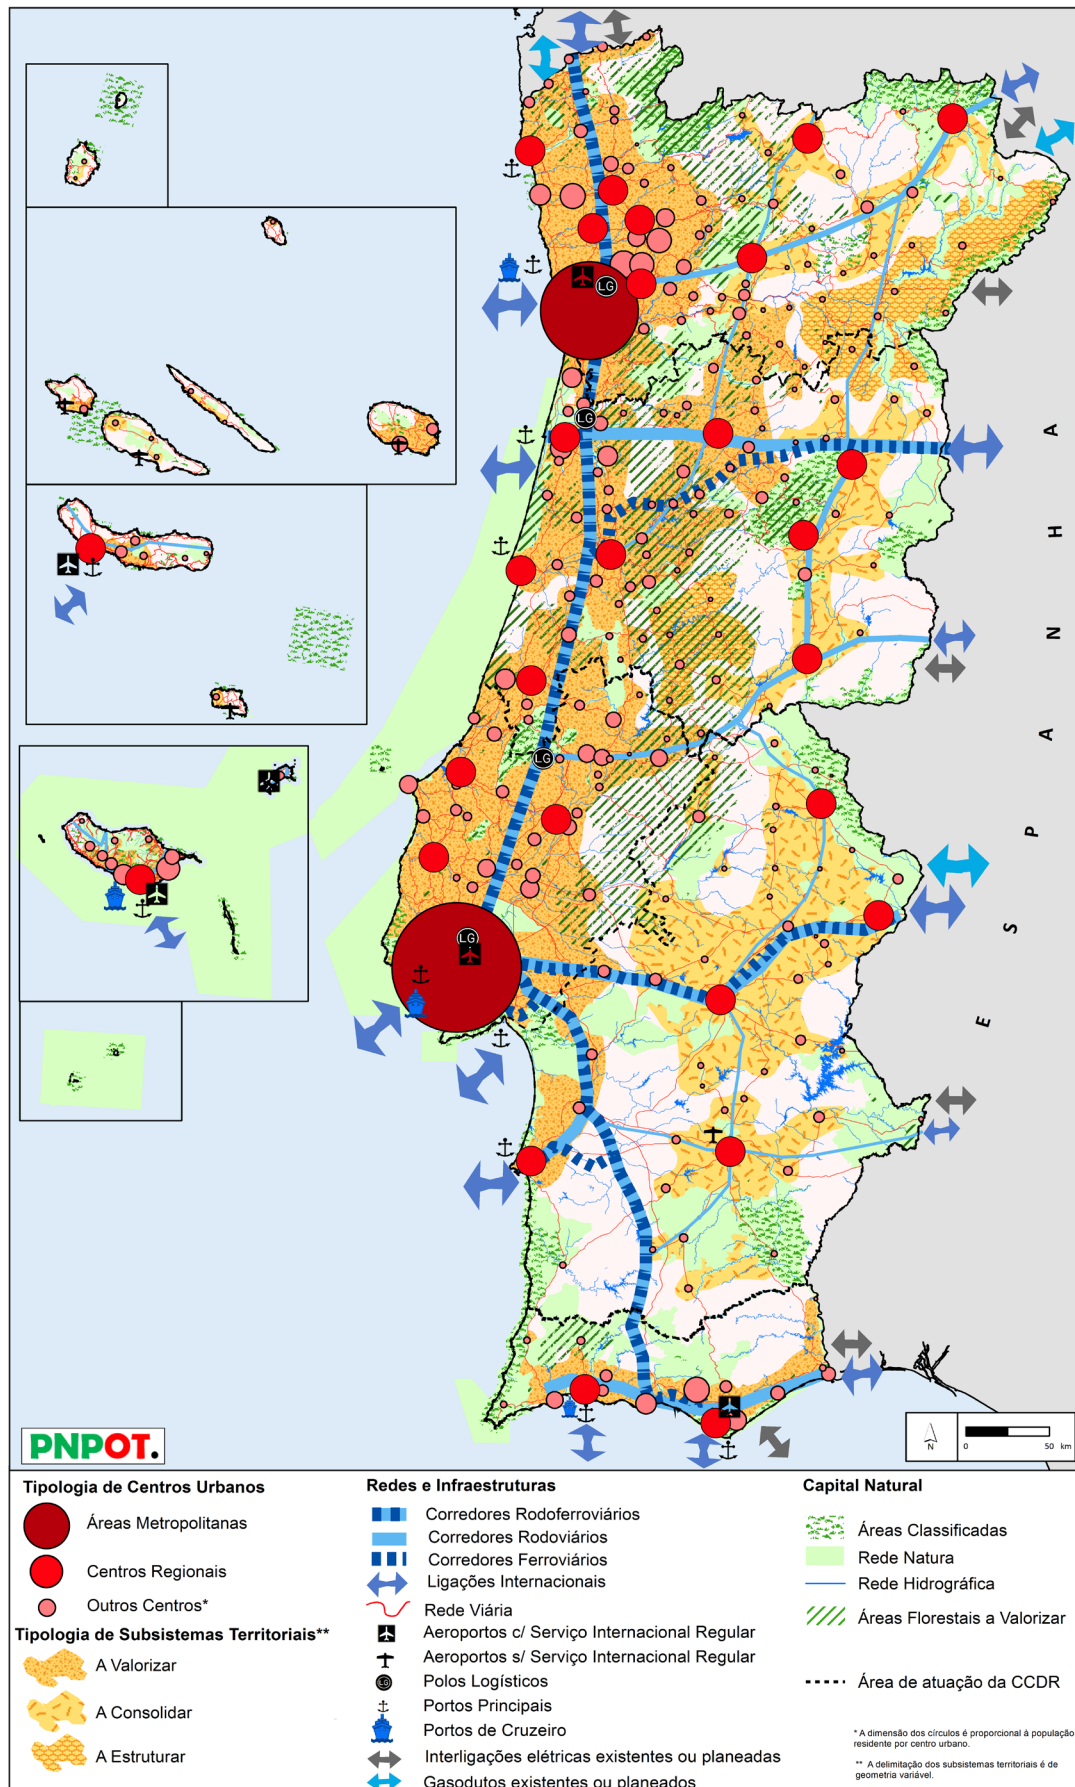 E S P A N H A
LG
LG
LG
LG
N
0 50 km
PNPOT.
Tipologia de Centros Urbanos
Áreas Metropolitanas
Centros Regionais
Outros Centros*
Tipologia de Subsistemas Territoriais**
A Valorizar
A Consolidar
A Estruturar
Redes e Infraestruturas
Corredores Rodoferroviários
Corredores Rodoviários
Corredores Ferroviários
Ligações Internacionais
Rede Viária
Aeroportos c/ Serviço Internacional Regular
Aeroportos s/ Serviço Internacional Regular
LG Polos Logísticos
Portos Principais
Portos de Cruzeiro
Interligações elétricas existentes ou planeadas
Gasodutos existentes ou planeados
Capital Natural
Áreas Classificadas
Rede Natura
Rede Hidrográfica
Áreas Florestais a Valorizar
Área de atuação da CCDR
* A dimensão dos círculos é proporcional à população
residente por centro urbano.
** A delimitação dos subsistemas territoriais é de
geometria variável.